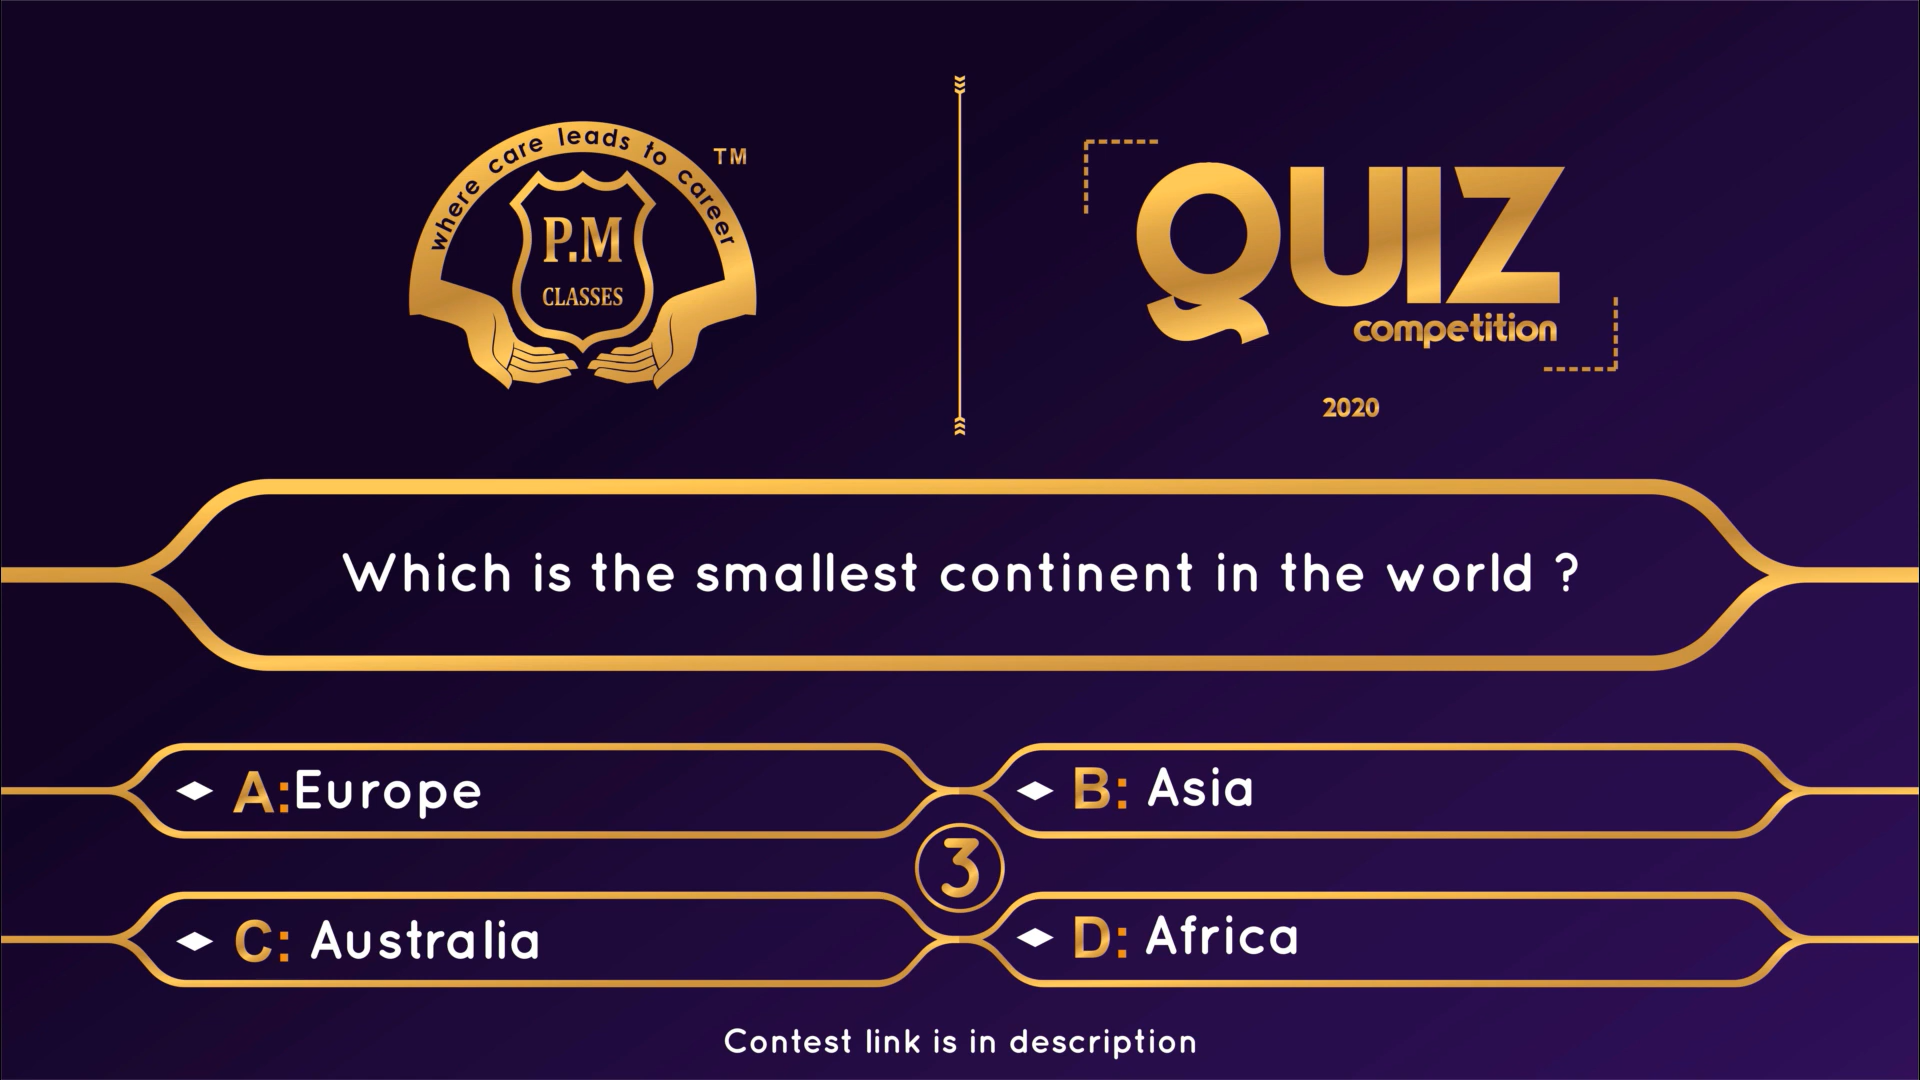 where care leads to career
TM
P.M
CLASSES
QUIZ
competition
2020
Which is the smallest continent in the world ?
A:Europe
B: Asia
3
C: Australia
D: Africa
Contest link is in description